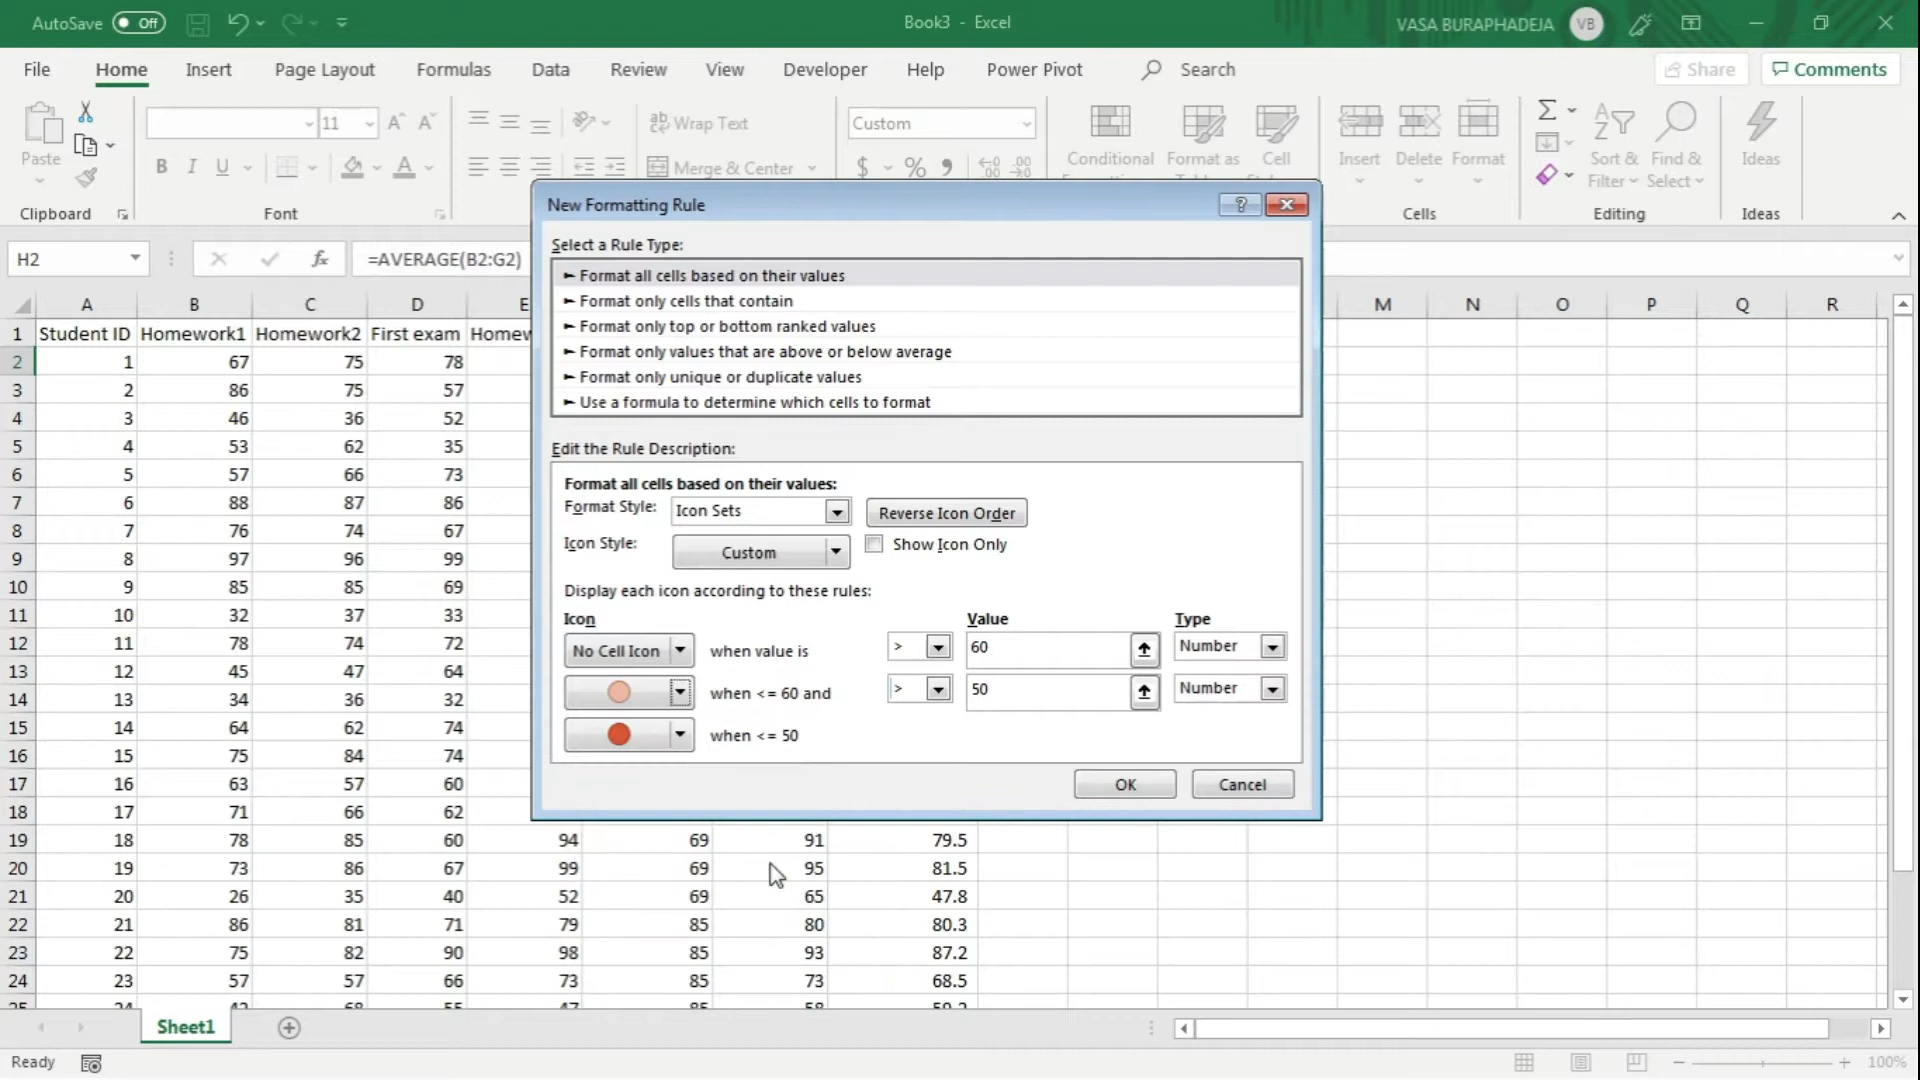 AutoSave Off Book3 - Excel VASA BURAPHADEJA VB
File Home Insert Page Layout Formulas Data Review View Developer Help Power Pivot Search Share Comments
11 Wrap Text Custom
Paste B I U A Merge & Center $ % Conditional Format as Cell Insert Delete Format Sort & Find & Ideas
Filter Select
Clipboard Font Cells Editing Ideas
H2 fx =AVERAGE(B2:G2)
A B C D E M N O P Q R
1 Student ID Homework1 Homework2 First exam
2 1 67 75 78
3 2 86 75 57
4 3 46 36 52
5 4 53 62 35
6 5 57 66 73
7 6 88 87 86
8 7 76 74 67
9 8 97 96 99
10 9 85 85 69
11 10 32 37 33
12 11 78 74 72
13 12 45 47 64
14 13 34 36 32
15 14 64 62 74
16 15 75 84 74
17 16 63 57 60
18 17 71 66 62
19 18 78 85 60 94 69 91 79.5
20 19 73 86 67 99 69 95 81.5
21 20 26 35 40 52 69 65 47.8
22 21 86 81 71 79 85 80 80.3
23 22 75 82 90 98 85 93 87.2
24 23 57 57 66 73 85 73 68.5
New Formatting Rule ?
Select a Rule Type:
► Format all cells based on their values
► Format only cells that contain
► Format only top or bottom ranked values
► Format only values that are above or below average
► Format only unique or duplicate values
► Use a formula to determine which cells to format
Edit the Rule Description:
Format all cells based on their values:
Format Style: Icon Sets Reverse Icon Order
Icon Style: Custom Show Icon Only
Display each icon according to these rules:
Icon Value Type
No Cell Icon when value is > 60 Number
when <= 60 and > 50 Number
when <= 50
OK Cancel
Sheet1
Ready 100%